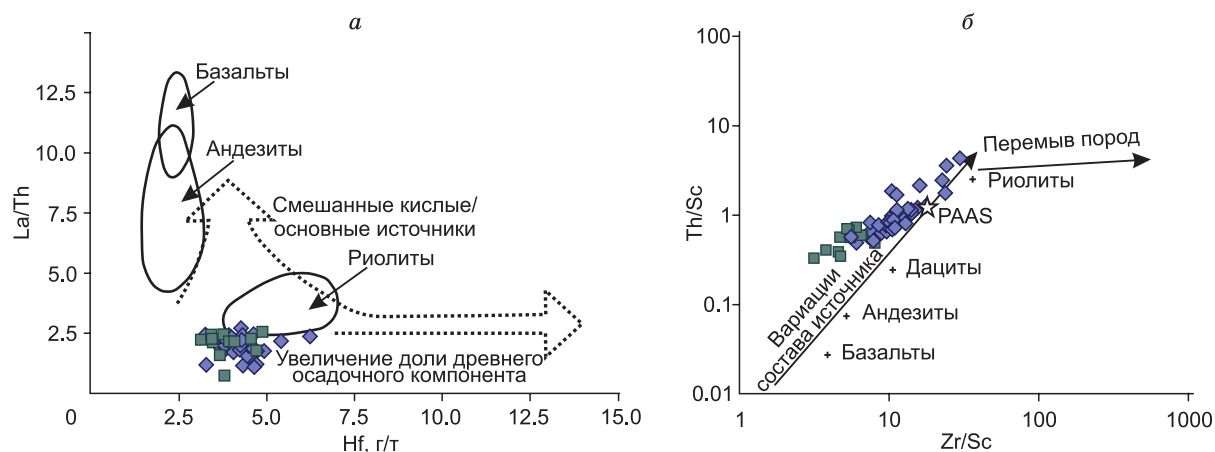 а
La/Th
12.5
10.0
7.5
5.0
2.5
0
2.5
5.0
7.5
10.0
12.5
15.0
Hf, г/т
Базальты
Андезиты
Смешанные кислые/
основные источники
Риолиты
Увеличение доли древнего
осадочного компонента
б
Th/Sc
100
10
1
0.1
0.01
1
10
100
1000
Zr/Sc
Перемыв пород
Риолиты
PAAS
Дациты
Андезиты
Базальты
Вариации
состава источника